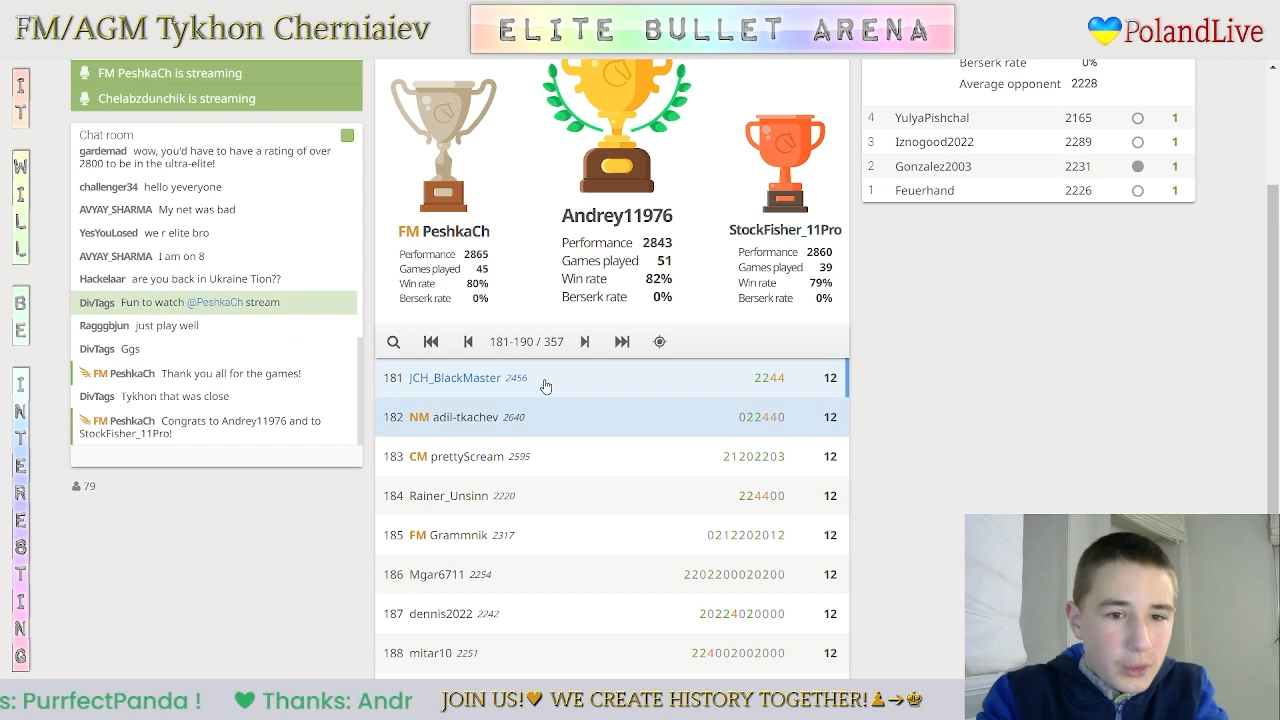 FM/AGM Tykhon Cherniaiev
ELITE BULLET ARENA
PolandLive
IT
WILL
BE
INTERESTING
FM PeshkaCh is streaming
Chelabzdunchik is streaming
Chat room
gardemad wow, you'd have to have a rating of over
2800 to be in the ultra-elite!
challenger34 hello yeveryone
AVYAY_SHARMA My net was bad
YesYouLosed we r elite bro
AVYAY_SHARMA I am on 8
Hackelaar are you back in Ukraine Tion??
DivTags Fun to watch @PeshkaCh stream
Ragggbjun just play well
DivTags Ggs
FM PeshkaCh Thank you all for the games!
DivTags Tykhon that was close
FM PeshkaCh Congrats to Andrey11976 and to
StockFisher_11Pro!
79
FM PeshkaCh
Performance 2865
Games played 45
Win rate 80%
Berserk rate 0%
Andrey11976
Performance 2843
Games played 51
Win rate 82%
Berserk rate 0%
StockFisher_11Pro
Performance 2860
Games played 39
Win rate 79%
Berserk rate 0%
181-190 / 357
181 JCH_BlackMaster 2456 2244 12
182 NM adil-tkachev 2640 022440 12
183 CM prettyScream 2595 21202203 12
184 Rainer_Unsinn 2220 224400 12
185 FM Grammnik 2317 0212202012 12
186 Mgar6711 2254 2202200020200 12
187 dennis2022 2242 20224020000 12
188 mitar10 2251 224002002000 12
Berserk rate 0%
Average opponent 2228
4 YulyaPishchal 2165 1
3 Iznogood2022 2289 1
2 Gonzalez2003 2231 1
1 Feuerhand 2226 1
s: PurrfectPanda ! Thanks: Andr
JOIN US! WE CREATE HISTORY TOGETHER!